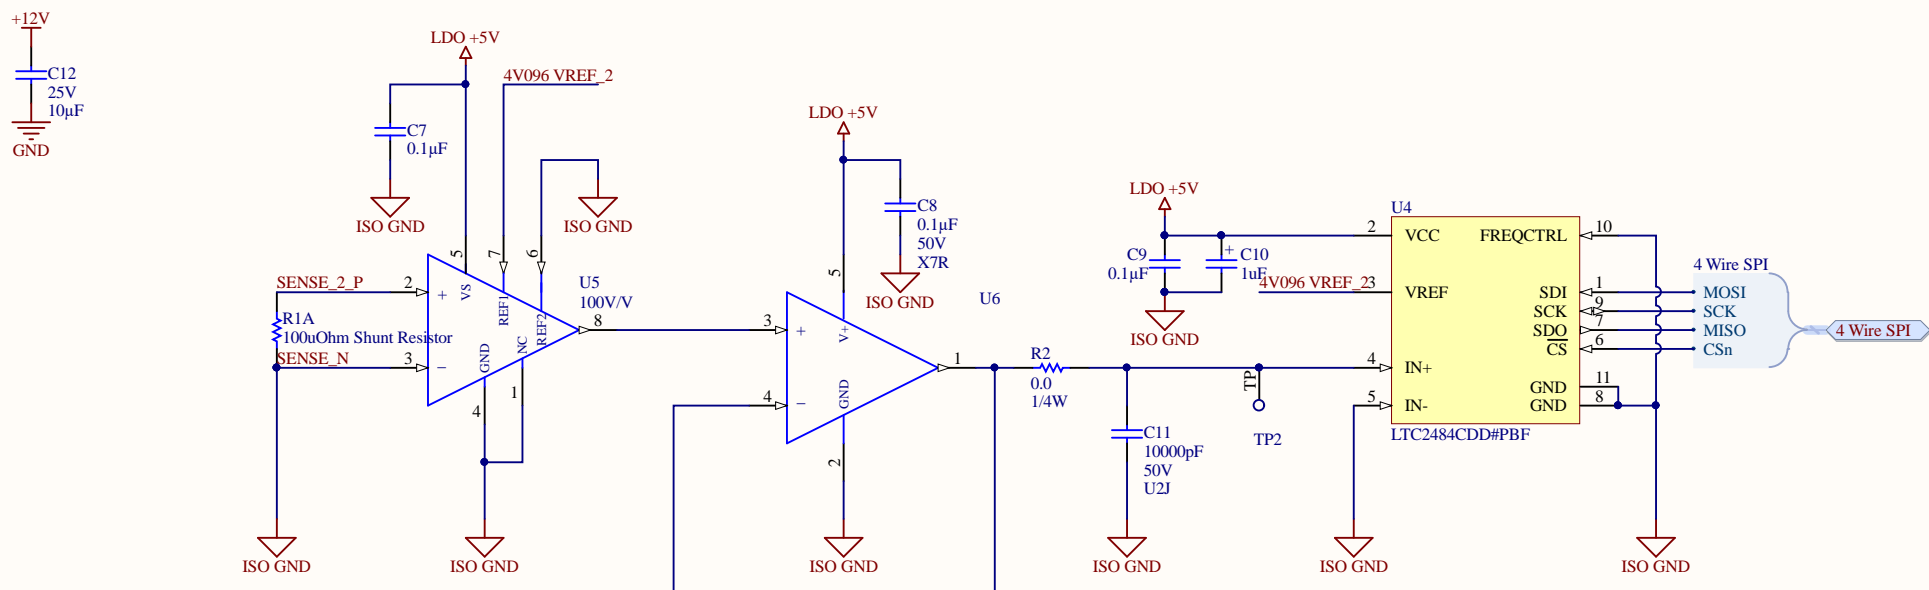 +12V
C12
25V
10µF
GND
LDO +5V
4V096 VREF_2
C7
0.1µF
ISO GND
ISO GND
5
7
6
VS
REF1
REF2
SENSE_2_P
2
+
R1A
100uOhm Shunt Resistor
SENSE_N
3
−
U5
100V/V
8
GND
NC
4
1
ISO GND
ISO GND
LDO +5V
C8
0.1µF
50V
X7R
ISO GND
5
U6
3
+
V+
1
4
−
GND
2
ISO GND
R2
0.0
1/4W
C11
10000pF
50V
U2J
ISO GND
TP
TP2
LDO +5V
C9
0.1µF
+
C10
1uF
ISO GND
4V096 VREF_2
U4
2
VCC
3
VREF
4
IN+
5
IN-
FREQCTRL
10
SDI
1
SCK
9
SDO
7
CS
6
GND
11
GND
8
LTC2484CDD#PBF
ISO GND
4 Wire SPI
MOSI
SCK
MISO
CSn
4 Wire SPI
ISO GND